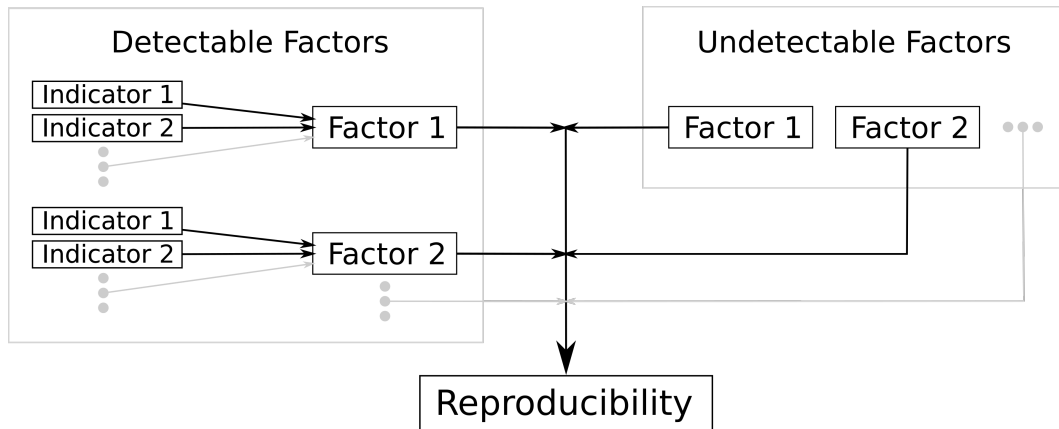 Detectable Factors
Indicator 1
Indicator 2
Factor 1
Indicator 1
Indicator 2
Factor 2
Undetectable Factors
Factor 1
Factor 2
Reproducibility